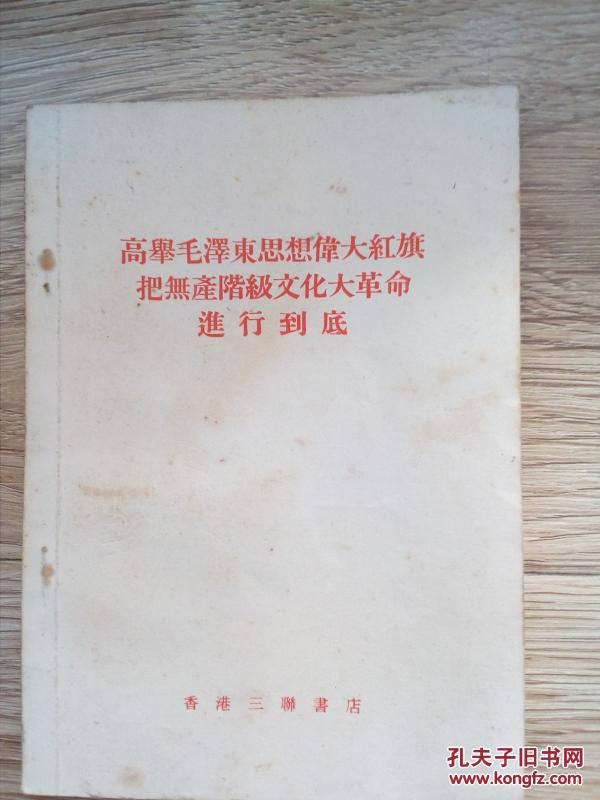 高舉毛澤東思想偉大紅旗
把無產階級文化大革命
進行到底
香港三聯書店
孔夫子旧书网
www.kongfz.com